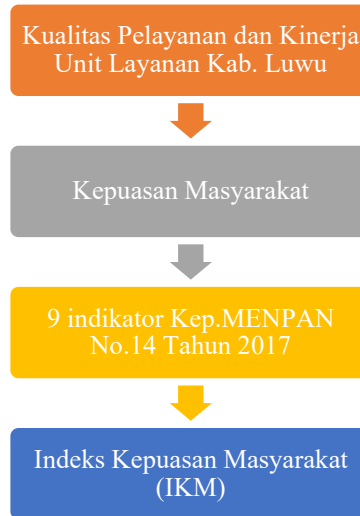 Kualitas Pelayanan dan Kinerja
Unit Layanan Kab. Luwu
Kepuasan Masyarakat
9 indikator Kep.MENPAN
No.14 Tahun 2017
Indeks Kepuasan Masyarakat
(IKM)